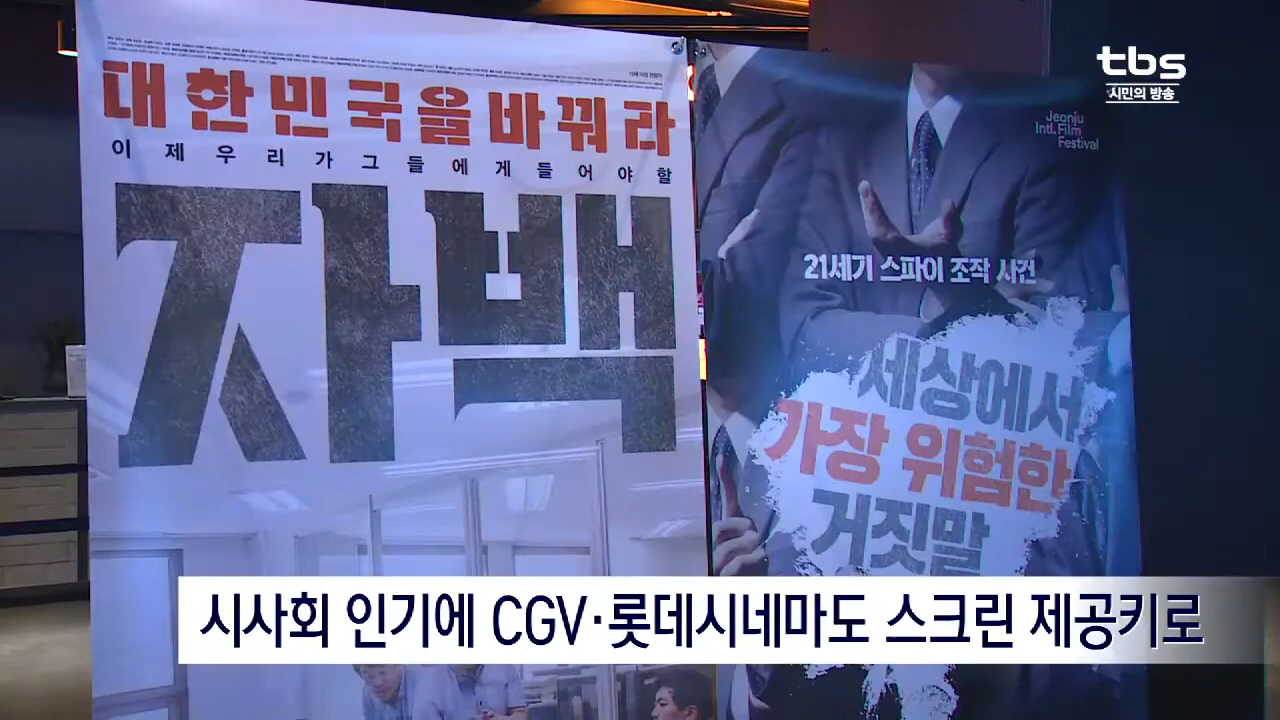 대한민국을바꿔라
이제우리가그들에게들어야할
자백
tbs
시민의 방송
Jeonju
Intl. Film
Festival
21세기 스파이 조작 사건
세상에서
가장 위험한
거짓말
시사회 인기에 CGV·롯데시네마도 스크린 제공키로